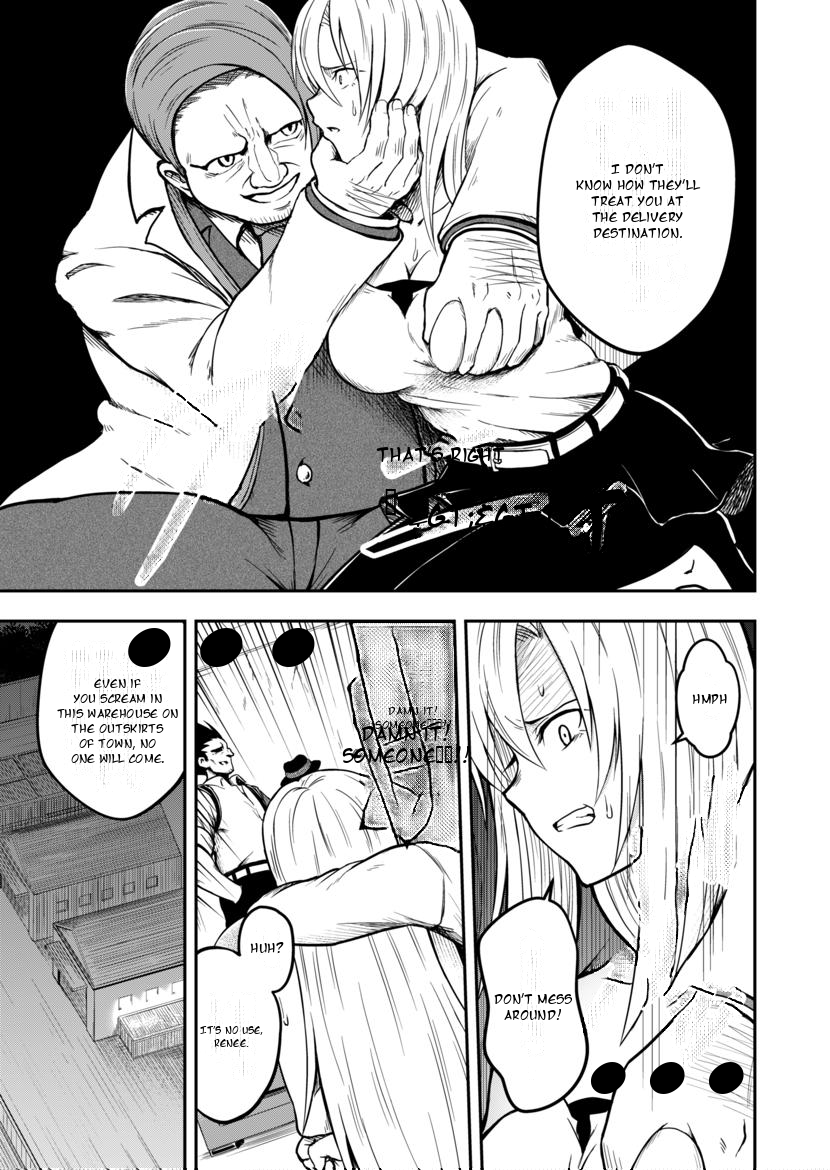 I DON'T
KNOW HOW THEY'LL
TREAT YOU AT
THE DELIVERY
DESTINATION.
THAT'S RIGHT
HMPH
DON'T MESS
AROUND!
DAMN IT!
SOMEONE
DAMN IT!
SOMEONE!!
HUH?
IT'S NO USE,
RENEE.
EVEN IF
YOU SCREAM IN
THIS WAREHOUSE ON
THE OUTSKIRTS
OF TOWN, NO
ONE WILL COME.